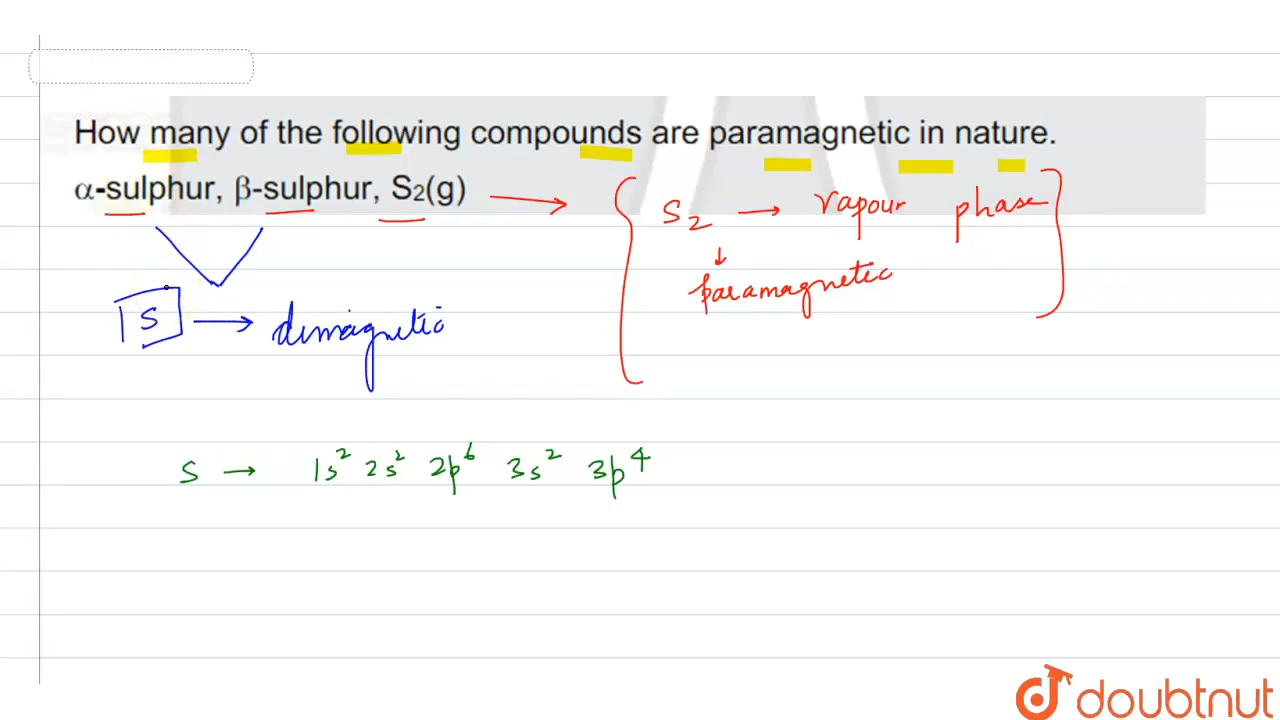 How many of the following compounds are paramagnetic in nature.
α-sulphur, β-sulphur, S₂(g) → S₂ → vapour phase
↓
paramagnetic
S → dimagnetic
S → 1s² 2s² 2p⁶ 3s² 3p⁴
doubtnut